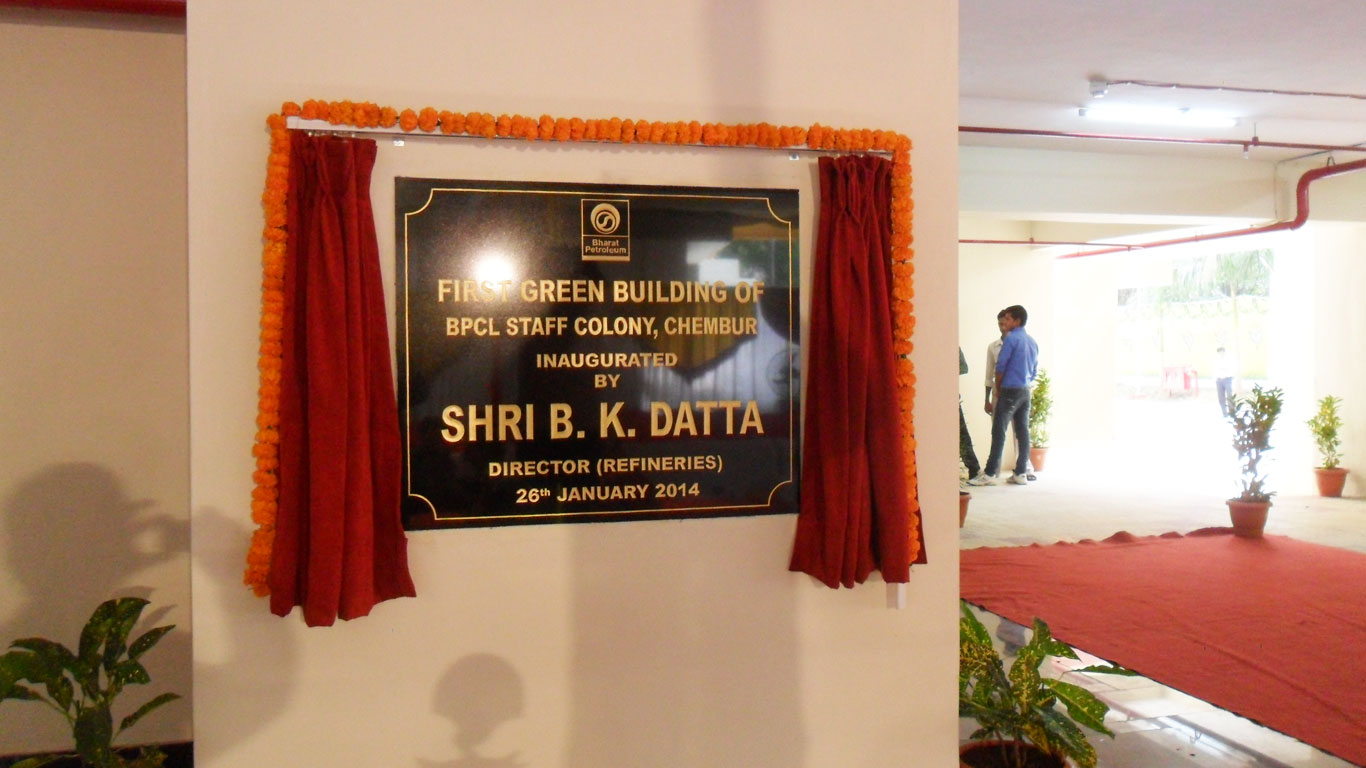 Bharat
Petroleum
FIRST GREEN BUILDING OF
BPCL STAFF COLONY, CHEMBUR
INAUGURATED
BY
SHRI B. K. DATTA
DIRECTOR (REFINERIES)
26th JANUARY 2014